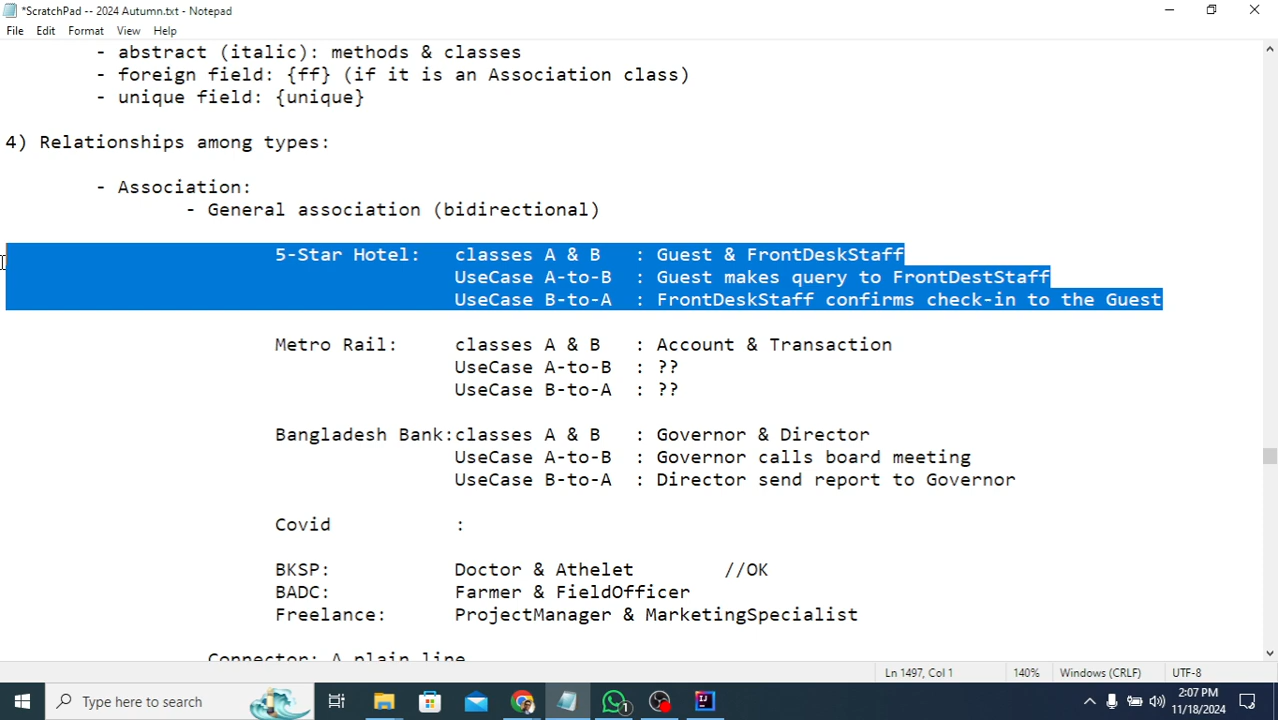 *ScratchPad -- 2024 Autumn.txt - Notepad
File Edit Format View Help
- abstract (italic): methods & classes
- foreign field: {ff} (if it is an Association class)
- unique field: {unique}
4) Relationships among types:
- Association:
- General association (bidirectional)
5-Star Hotel: classes A & B : Guest & FrontDeskStaff
UseCase A-to-B : Guest makes query to FrontDestStaff
UseCase B-to-A : FrontDeskStaff confirms check-in to the Guest
Metro Rail: classes A & B : Account & Transaction
UseCase A-to-B : ??
UseCase B-to-A : ??
Bangladesh Bank:classes A & B : Governor & Director
UseCase A-to-B : Governor calls board meeting
UseCase B-to-A : Director send report to Governor
Covid :
BKSP: Doctor & Athelet //OK
BADC: Farmer & FieldOfficer
Freelance: ProjectManager & MarketingSpecialist
Connector: A plain line
Ln 1497, Col 1 140% Windows (CRLF) UTF-8
Type here to search
1
2:07 PM
11/18/2024